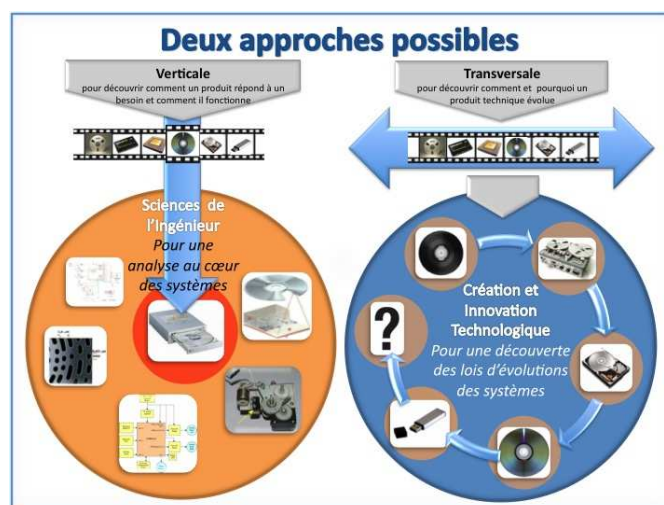 Deux approches possibles
Verticale
pour découvrir comment un produit répond à un
besoin et comment il fonctionne
Transversale
pour découvrir comment et pourquoi un
produit technique évolue
Sciences de
l'Ingénieur
Pour une
analyse au cœur
des systèmes
Création et
Innovation
Technologique
Pour une découverte
des lois d'évolutions
des systèmes
?